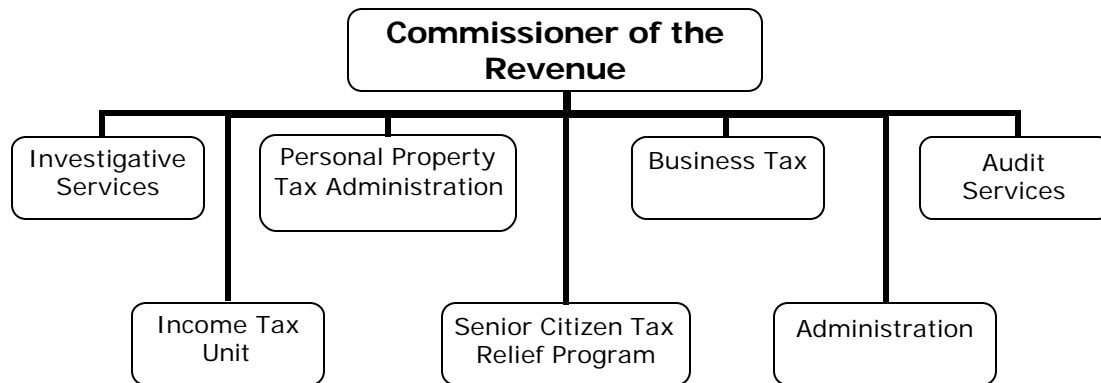 Commissioner of the
Revenue
Investigative
Services
Personal Property
Tax Administration
Business Tax
Audit
Services
Income Tax
Unit
Senior Citizen Tax
Relief Program
Administration